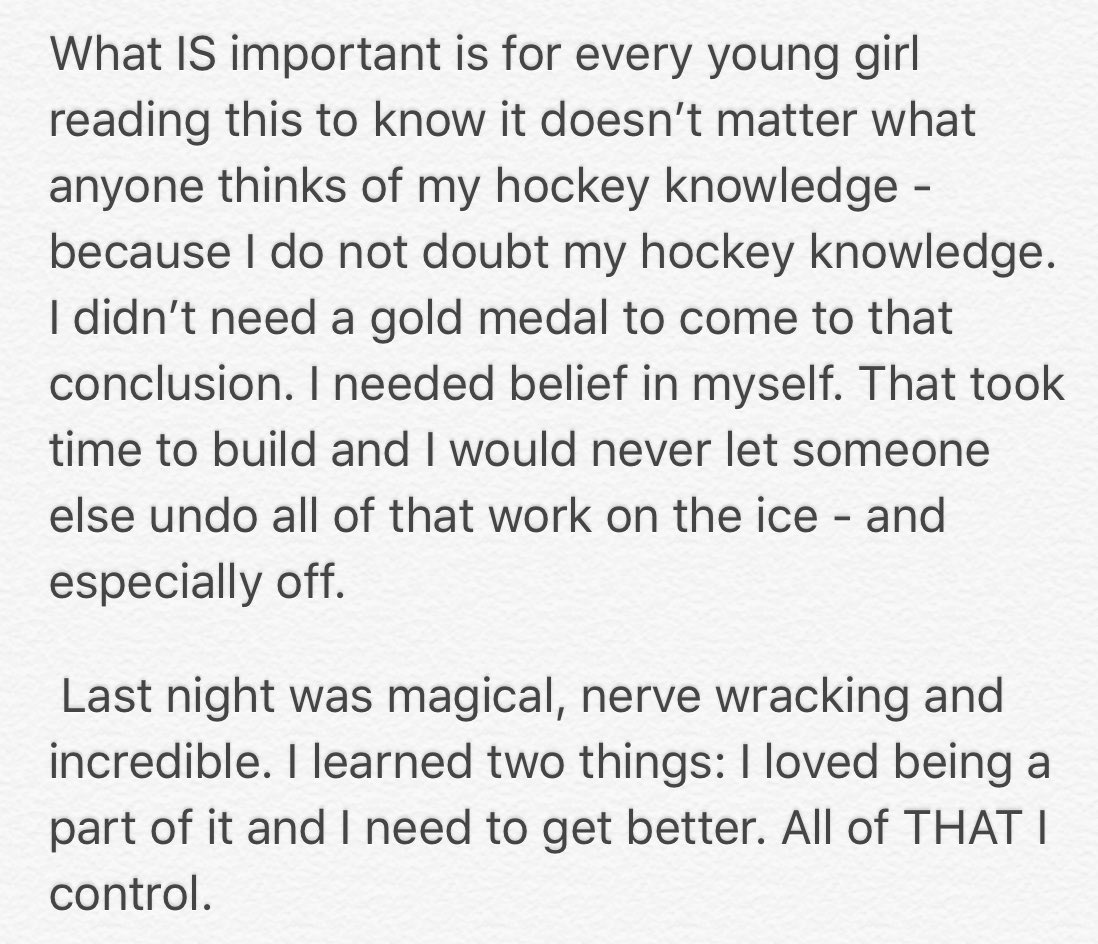 What IS important is for every young girl
reading this to know it doesn’t matter what
anyone thinks of my hockey knowledge -
because I do not doubt my hockey knowledge.
I didn’t need a gold medal to come to that
conclusion. I needed belief in myself. That took
time to build and I would never let someone
else undo all of that work on the ice - and
especially off.
Last night was magical, nerve wracking and
incredible. I learned two things: I loved being a
part of it and I need to get better. All of THAT I
control.